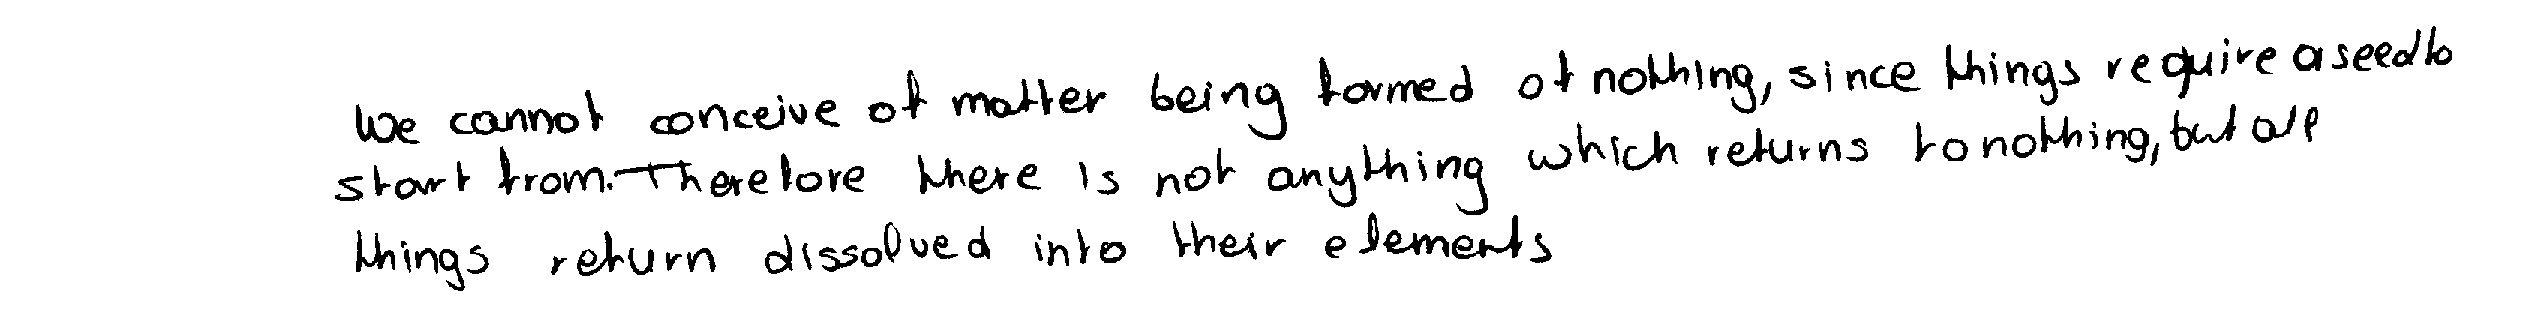 We cannot conceive of matter being formed of nothing, since things require a seed to
start from. Therefore there is not anything which returns to nothing, but all
things return dissolved into their elements